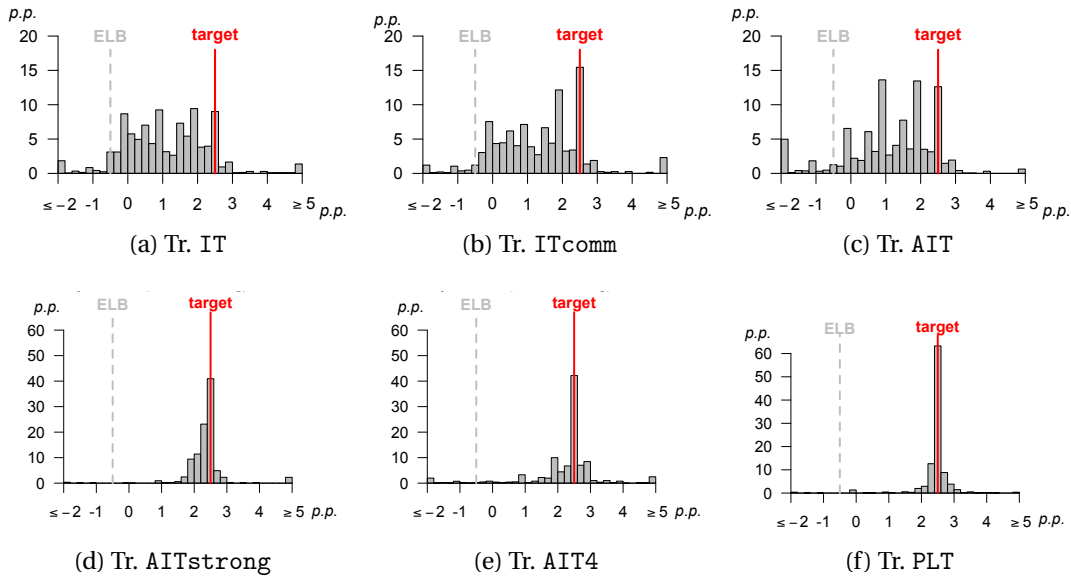 p.p. p.p. p.p.
ELB target ELB target ELB target
20 20 20
15 15 15
10 10 10
5 5 5
0 0 0
≤ −2 -1 0 1 2 3 4 ≥ 5 p.p. ≤ −2 -1 0 1 2 3 4 ≥ 5 p.p. ≤ −2 -1 0 1 2 3 4 ≥ 5 p.p.
(a) Tr. IT (b) Tr. ITcomm (c) Tr. AIT
p.p. ELB target p.p. ELB target p.p. ELB target
60 60 60
50 50 50
40 40 40
30 30 30
20 20 20
10 10 10
0 0 0
≤ −2 -1 0 1 2 3 4 ≥ 5 p.p. ≤ −2 -1 0 1 2 3 4 ≥ 5 p.p. ≤ −2 -1 0 1 2 3 4 ≥ 5 p.p.
(d) Tr. AITstrong (e) Tr. AIT4 (f) Tr. PLT